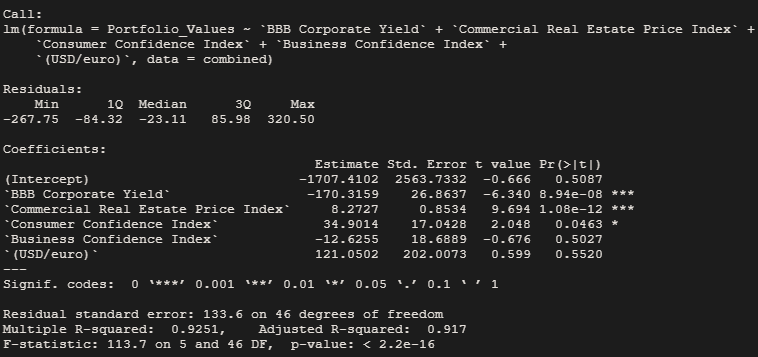 Call:
lm(formula = Portfolio_Values ~ `BBB Corporate Yield` + `Commercial Real Estate Price Index` +
    `Consumer Confidence Index` + `Business Confidence Index` +
    `(USD/euro)`, data = combined)
Residuals:
    Min      1Q  Median      3Q     Max
-267.75  -84.32  -23.11   85.98  320.50
Coefficients:
                                       Estimate Std. Error t value Pr(>|t|)
(Intercept)                          -1707.4102  2563.7332  -0.666   0.5087
`BBB Corporate Yield`                 -170.3159    26.8637  -6.340 8.94e-08 ***
`Commercial Real Estate Price Index`     8.2727     0.8534   9.694 1.08e-12 ***
`Consumer Confidence Index`             34.9014    17.0428   2.048   0.0463 *
`Business Confidence Index`            -12.6255    18.6889  -0.676   0.5027
`(USD/euro)`                           121.0502   202.0073   0.599   0.5520
---
Signif. codes:  0 ‘***’ 0.001 ‘**’ 0.01 ‘*’ 0.05 ‘.’ 0.1 ‘ ’ 1
Residual standard error: 133.6 on 46 degrees of freedom
Multiple R-squared:  0.9251,    Adjusted R-squared:  0.917
F-statistic: 113.7 on 5 and 46 DF,  p-value: < 2.2e-16